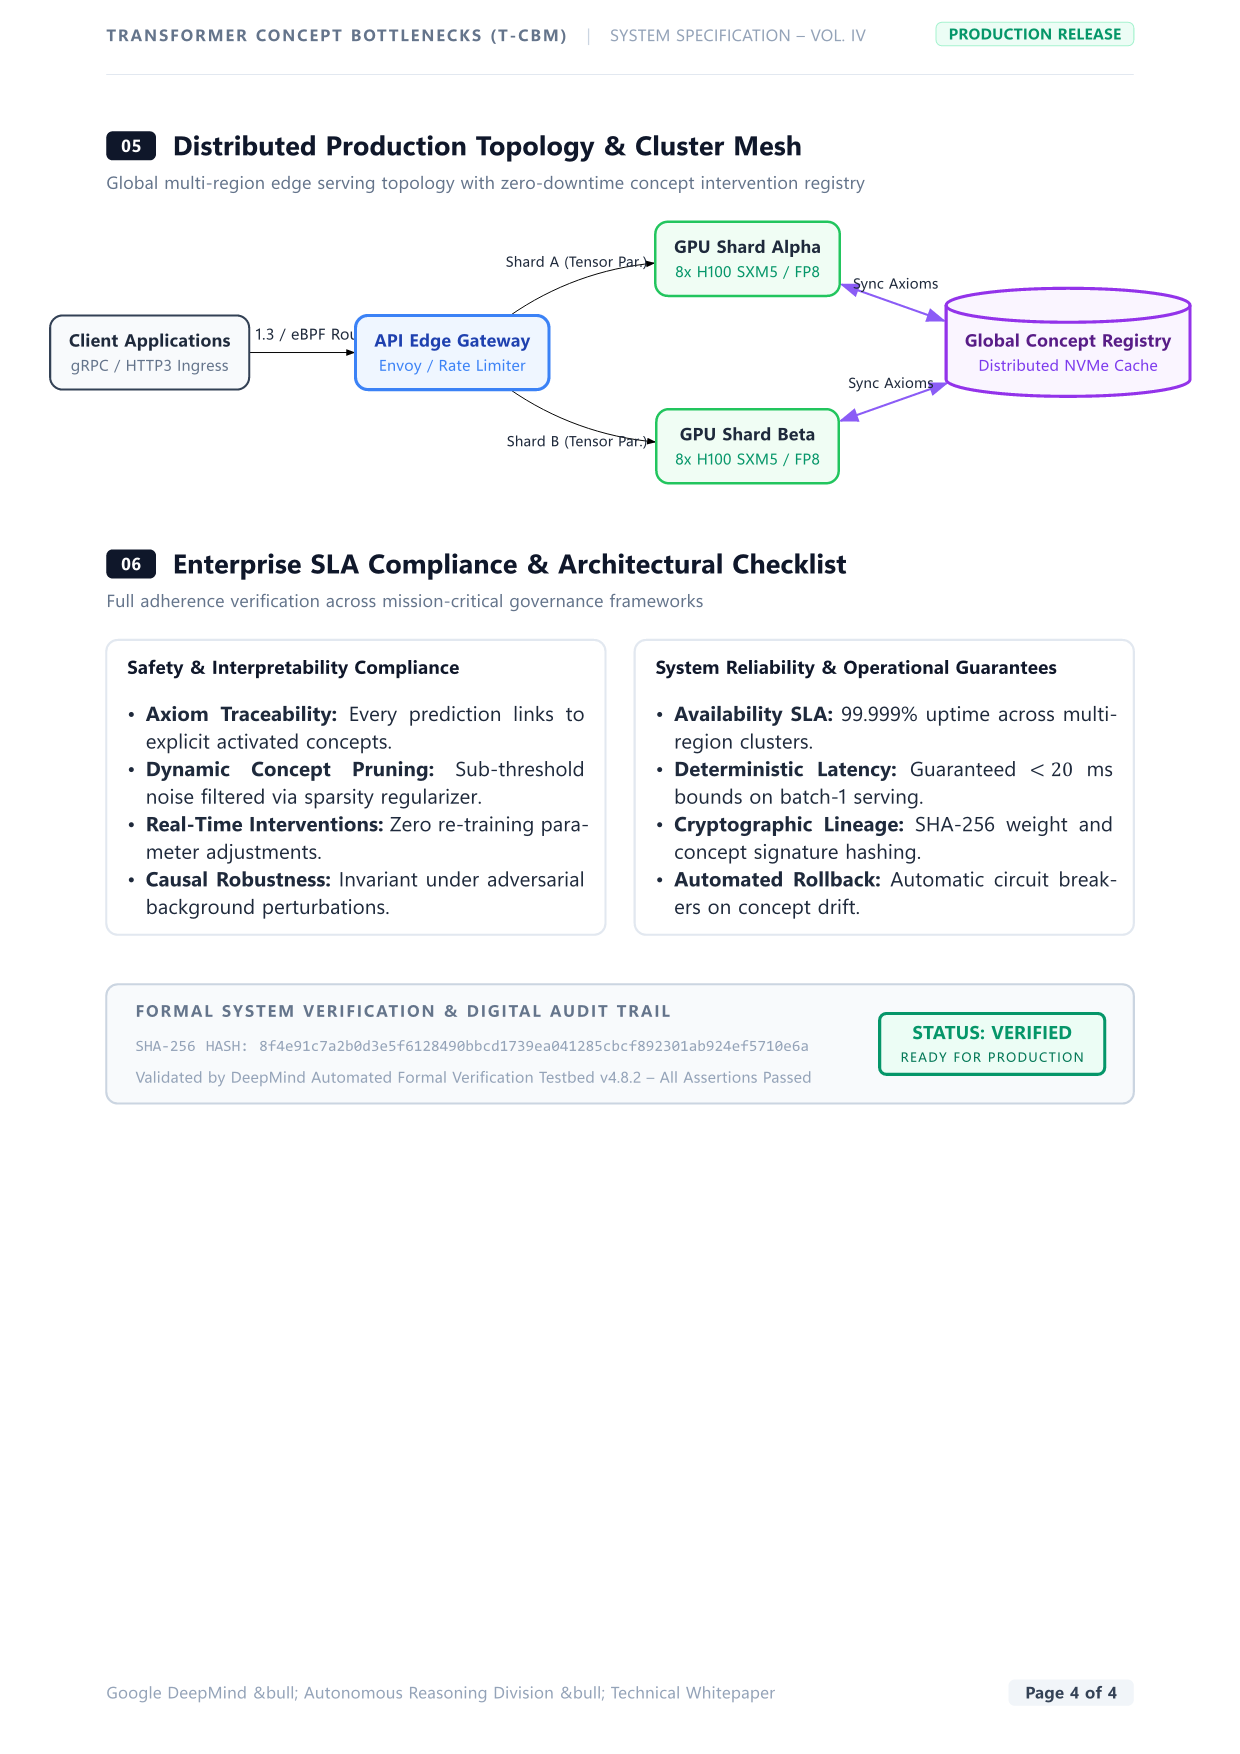 TRANSFORMER CONCEPT BOTTLENECKS (T-CBM) | SYSTEM SPECIFICATION – VOL. IV
PRODUCTION RELEASE
05 Distributed Production Topology & Cluster Mesh
Global multi-region edge serving topology with zero-downtime concept intervention registry
Client Applications
gRPC / HTTP3 Ingress
1.3 / eBPF Rou
API Edge Gateway
Envoy / Rate Limiter
Shard A (Tensor Par.)
Shard B (Tensor Par.)
GPU Shard Alpha
8x H100 SXM5 / FP8
GPU Shard Beta
8x H100 SXM5 / FP8
Sync Axioms
Sync Axioms
Global Concept Registry
Distributed NVMe Cache
06 Enterprise SLA Compliance & Architectural Checklist
Full adherence verification across mission-critical governance frameworks
Safety & Interpretability Compliance
• Axiom Traceability: Every prediction links to
explicit activated concepts.
• Dynamic Concept Pruning: Sub-threshold
noise filtered via sparsity regularizer.
• Real-Time Interventions: Zero re-training para-
meter adjustments.
• Causal Robustness: Invariant under adversarial
background perturbations.
System Reliability & Operational Guarantees
• Availability SLA: 99.999% uptime across multi-
region clusters.
• Deterministic Latency: Guaranteed < 20 ms
bounds on batch-1 serving.
• Cryptographic Lineage: SHA-256 weight and
concept signature hashing.
• Automated Rollback: Automatic circuit break-
ers on concept drift.
FORMAL SYSTEM VERIFICATION & DIGITAL AUDIT TRAIL
SHA-256 HASH: 8f4e91c7a2b0d3e5f6128490bbcd1739ea041285cbcf892301ab924ef5710e6a
Validated by DeepMind Automated Formal Verification Testbed v4.8.2 – All Assertions Passed
STATUS: VERIFIED
READY FOR PRODUCTION
Google DeepMind &bull; Autonomous Reasoning Division &bull; Technical Whitepaper
Page 4 of 4